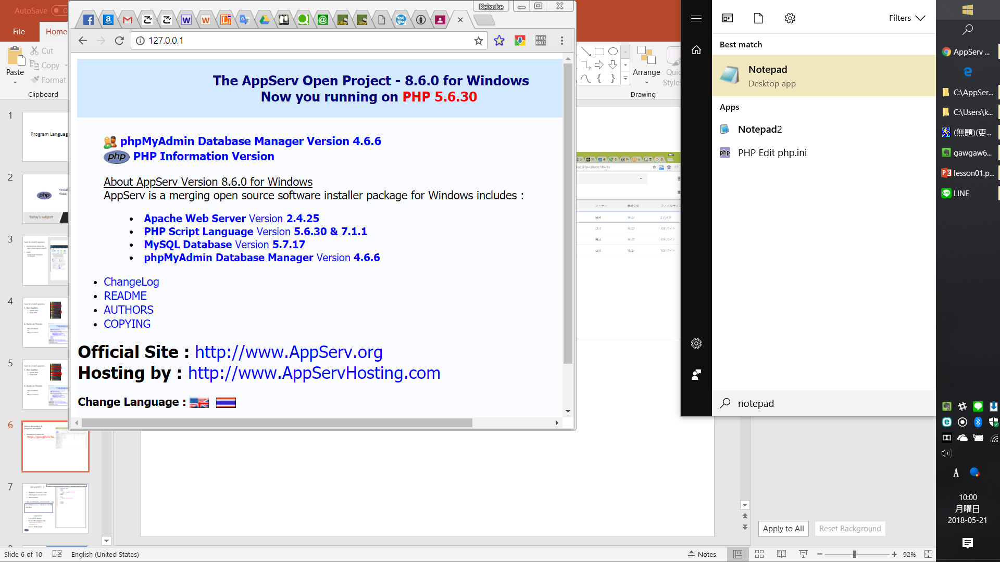 AutoSave
File
Home
Paste
Cut
Copy
Format
Clipboard
Keisuke
127.0.0.1
The AppServ Open Project - 8.6.0 for Windows
Now you running on PHP 5.6.30
phpMyAdmin Database Manager Version 4.6.6
php PHP Information Version
About AppServ Version 8.6.0 for Windows
AppServ is a merging open source software installer package for Windows includes :
• Apache Web Server Version 2.4.25
• PHP Script Language Version 5.6.30 & 7.1.1
• MySQL Database Version 5.7.17
• phpMyAdmin Database Manager Version 4.6.6
• ChangeLog
• README
• AUTHORS
• COPYING
Official Site : http://www.AppServ.org
Hosting by : http://www.AppServHosting.com
Change Language :
Arrange
Quic
Styles
Drawing
1
Program Languag
2
php
Today's subject
3
4
5
6
7
lesson01_1
Filters
Best match
Notepad
Desktop app
Apps
Notepad2
php PHP Edit php.ini
notepad
AppServ ...
C:\AppSer...
C:\Users\k...
(無題)(更...
gawgaw6...
lesson01.p...
LINE
A
10:00
月曜日
2018-05-21
Apply to All
Reset Background
Slide 6 of 10
English (United States)
Notes
92%